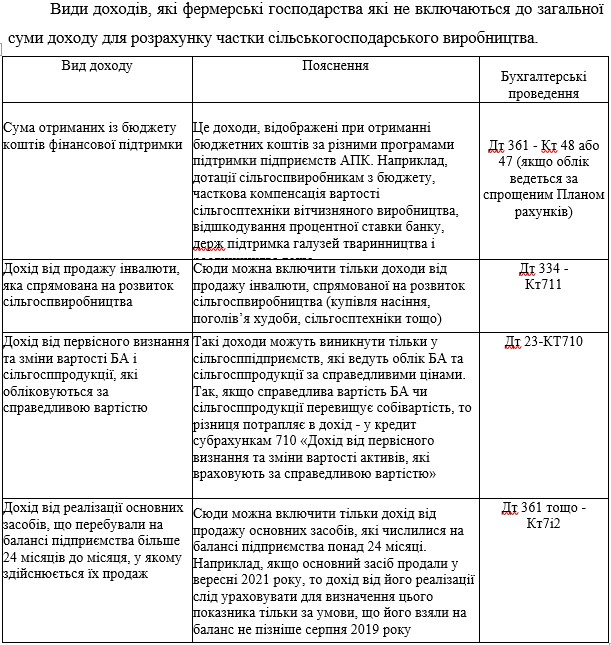 Види доходів, які фермерські господарства які не включаються до загальної
суми доходу для розрахунку частки сільськогосподарського виробництва.
Вид доходу
Пояснення
Бухгалтерські
проведення
Сума отриманих із бюджету
коштів фінансової підтримки
Це доходи, відображені при отриманні
бюджетних коштів за різними програмами
підтримки підприємств АПК. Наприклад,
дотації сільгоспвиробникам з бюджету,
часткова компенсація вартості
сільгосптехніки вітчизняного виробництва,
відшкодування процентної ставки банку,
держ підтримка галузей тваринництва і
Дт 361 - Кт 48 або
47 (якщо облік
ведеться за
спрощеним Планом
рахунків)
Дохід від продажу інвалюти,
яка спрямована на розвиток
сільгоспвиробництва
Сюди можна включити тільки доходи від
продажу інвалюти, спрямованої на розвиток
сільгоспвиробництва (купівля насіння,
поголів’я худоби, сільгосптехніки тощо)
Дт 334 -
Кт711
Дохід від первісного визнання
та зміни вартості БА і
сільгосппродукції, які
обліковуються за
справедливою вартістю
Такі доходи можуть виникнути тільки у
сільгосппідприємств, які ведуть облік БА та
сільгосппродукції за справедливими цінами.
Так, якщо справедлива вартість БА чи
сільгосппродукції перевищує собівартість, то
різниця потрапляє в дохід - у кредит
субрахункам 710 «Дохід від первісного
визнання та зміни вартості активів, які
враховують за справедливою вартістю»
Дт 23-КТ710
Дохід від реалізації основних
засобів, що перебували на
балансі підприємства більше
24 місяців до місяця, у якому
здійснюється їх продаж
Сюди можна включити тільки дохід від
продажу основних засобів, які числилися на
балансі підприємства понад 24 місяці.
Наприклад, якщо основний засіб продали у
вересні 2021 року, то дохід від його реалізації
слід ураховувати для визначення цього
показника тільки за умови, що його взяли на
баланс не пізніше серпня 2019 року
Дт 361 тощо -
Кт7і2